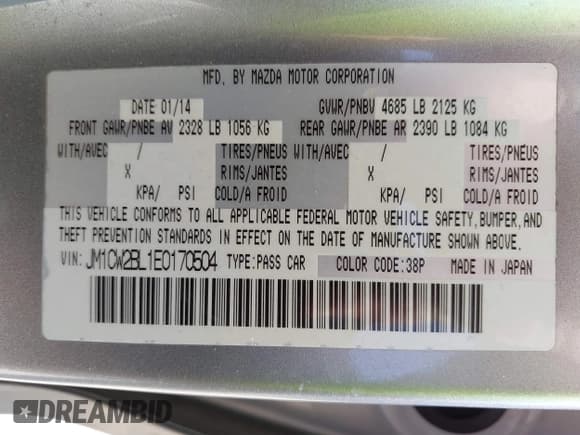 MFD. BY MAZDA MOTOR CORPORATION
DATE 01/14 GVWR/PNBV 4685 LB 2125 KG
FRONT GAWR/PNBE AV 2328 LB 1056 KG REAR GAWR/PNBE AR 2390 LB 1084 KG
WITH/AVEC / TIRES/PNEUS WITH/AVEC / TIRES/PNEUS
X RIMS/JANTES X RIMS/JANTES
KPA/ PSI COLD/A FROID KPA/ PSI COLD/A FROID
THIS VEHICLE CONFORMS TO ALL APPLICABLE FEDERAL MOTOR VEHICLE SAFETY,BUMPER,AND
THEFT PREVENTION STANDARDS IN EFFECT ON THE DATE OF MANUFACTURE SHOWN ABOVE.
VIN: JM1CW2BL1E0170504 TYPE:PASS CAR COLOR CODE:38P MADE IN JAPAN
DREAMBID